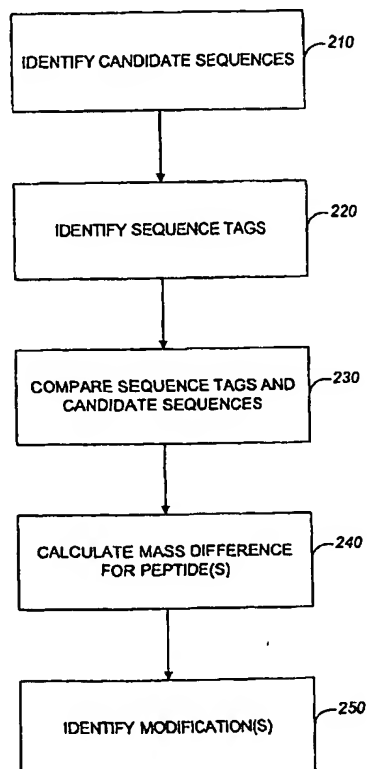 IDENTIFY CANDIDATE SEQUENCES
210
IDENTIFY SEQUENCE TAGS
220
COMPARE SEQUENCE TAGS AND
CANDIDATE SEQUENCES
230
CALCULATE MASS DIFFERENCE
FOR PEPTIDE(S)
240
IDENTIFY MODIFICATION(S)
250